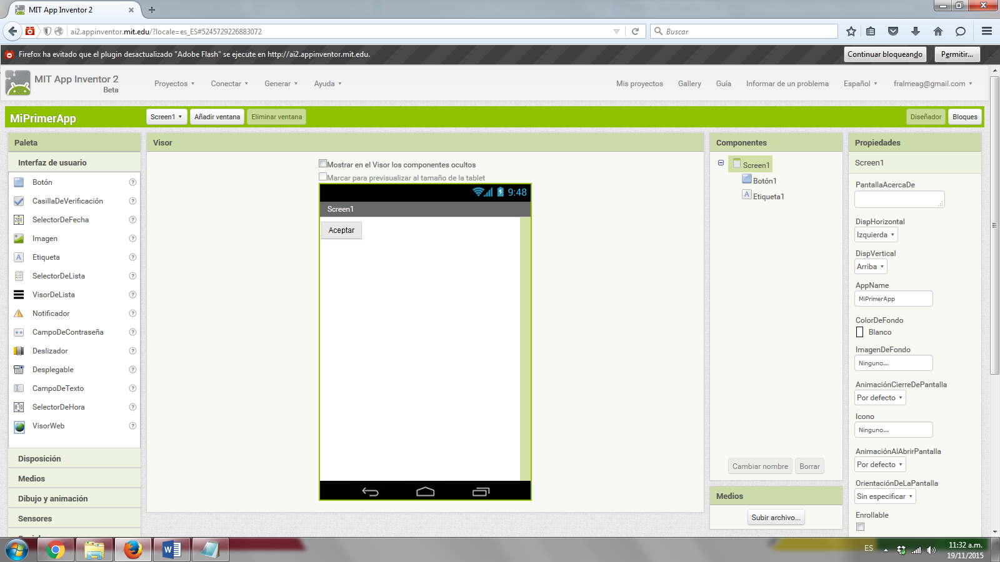 MIT App Inventor 2
ai2.appinventor.mit.edu/?locale=es_ES#5245729226883072
Buscar
Firefox ha evitado que el plugin desactualizado "Adobe Flash" se ejecute en http://ai2.appinventor.mit.edu.
Continuar bloqueando
Permitir...
MIT App Inventor 2
Beta
Proyectos
Conectar
Generar
Ayuda
Mis proyectos
Gallery
Guía
Informar de un problema
Español
fralmeag@gmail.com
MiPrimerApp
Screen1
Añadir ventana
Eliminar ventana
Diseñador
Bloques
Paleta
Interfaz de usuario
Botón
CasillaDeVerificación
SelectorDeFecha
Imagen
Etiqueta
SelectorDeLista
VisorDeLista
Notificador
CampoDeContraseña
Deslizador
Desplegable
CampoDeTexto
SelectorDeHora
VisorWeb
Disposición
Medios
Dibujo y animación
Sensores
Visor
Mostrar en el Visor los componentes ocultos
Marcar para previsualizar al tamaño de la tablet
9:48
Screen1
Aceptar
Componentes
Screen1
Botón1
Etiqueta1
Cambiar nombre
Borrar
Medios
Subir archivo...
Propiedades
Screen1
PantallaAcercaDe
DispHorizontal
Izquierda
DispVertical
Arriba
AppName
MiPrimerApp
ColorDeFondo
Blanco
ImagenDeFondo
Ninguno...
AnimaciónCierreDePantalla
Por defecto
Icono
Ninguno...
AnimaciónAlAbrirPantalla
Por defecto
OrientaciónDeLaPantalla
Sin especificar
Enrollable
ES
11:32 a.m.
19/11/2015